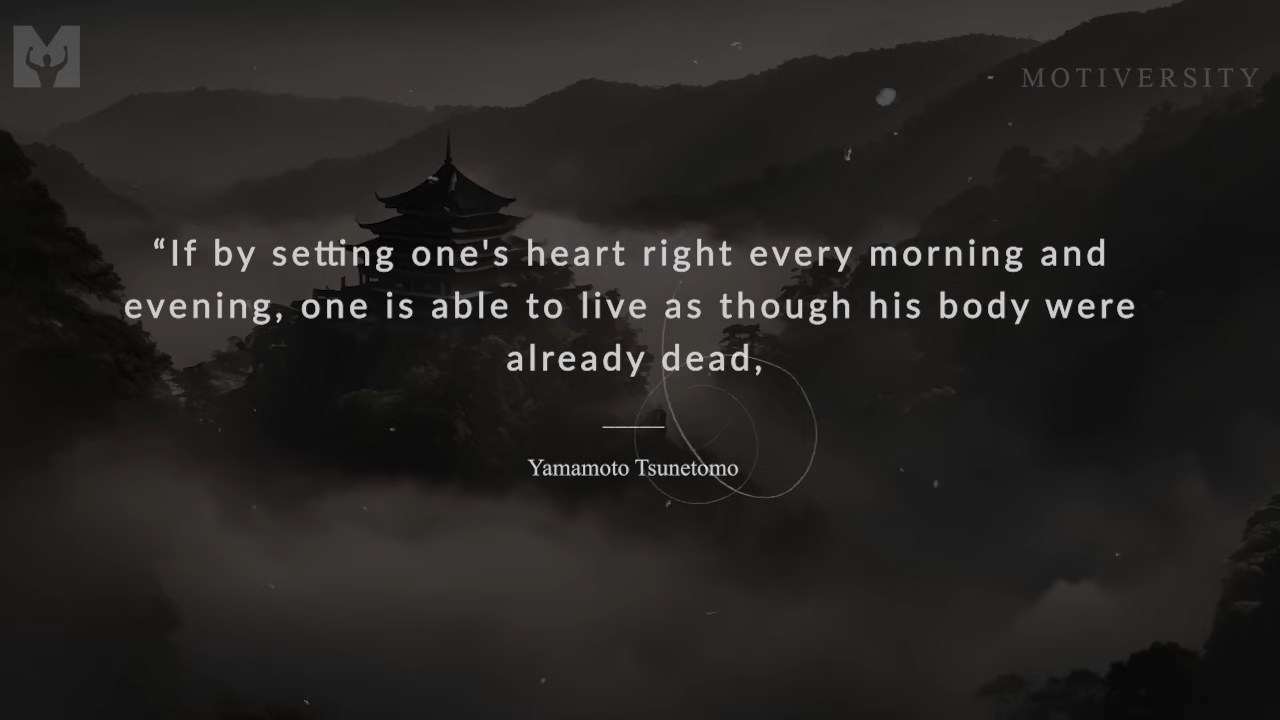 MOTIVERSITY
“If by setting one's heart right every morning and
evening, one is able to live as though his body were
already dead,
Yamamoto Tsunetomo